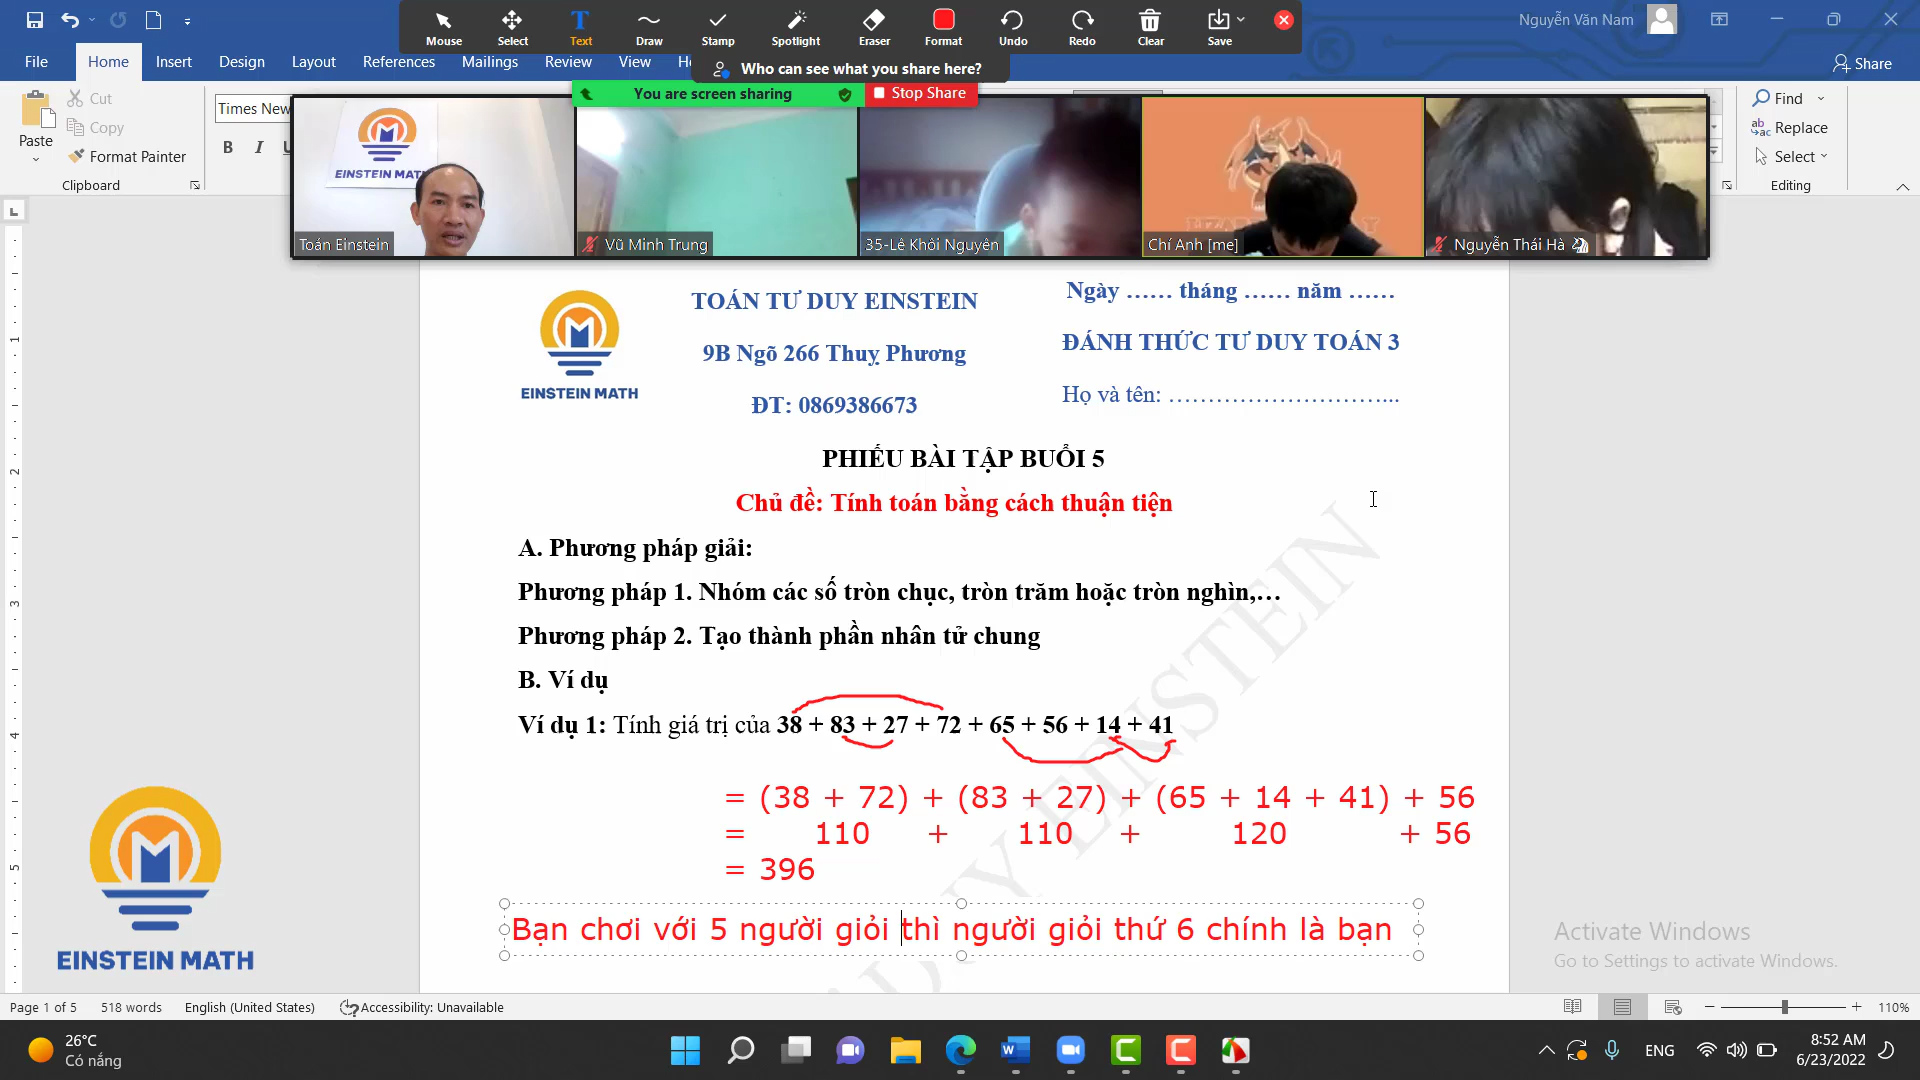 Nguyễn Văn Nam
Mouse Select Text Draw Stamp Spotlight Eraser Format Undo Redo Clear Save
File Home Insert Design Layout References Mailings Review View
Who can see what you share here?
Share
You are screen sharing
Stop Share
Cut
Copy
Format Painter
Paste
Clipboard
Times New
B I U
Find
Replace
Select
Editing
EINSTEIN MATH
Toán Einstein
Vũ Minh Trung
35-Lê Khôi Nguyên
Chí Anh [me]
Nguyễn Thái Hà
EINSTEIN MATH
TOÁN TƯ DUY EINSTEIN
9B Ngõ 266 Thuỵ Phương
ĐT: 0869386673
Ngày …… tháng …… năm ……
ĐÁNH THỨC TƯ DUY TOÁN 3
Họ và tên: ………………………...
PHIẾU BÀI TẬP BUỔI 5
Chủ đề: Tính toán bằng cách thuận tiện
A. Phương pháp giải:
Phương pháp 1. Nhóm các số tròn chục, tròn trăm hoặc tròn nghìn,…
Phương pháp 2. Tạo thành phần nhân tử chung
B. Ví dụ
Ví dụ 1: Tính giá trị của 38 + 83 + 27 + 72 + 65 + 56 + 14 + 41
= (38 + 72) + (83 + 27) + (65 + 14 + 41) + 56
= 110 + 110 + 120 + 56
= 396
Bạn chơi với 5 người giỏi thì người giỏi thứ 6 chính là bạn
DUY EINSTEIN
EINSTEIN MATH
Activate Windows
Go to Settings to activate Windows.
Page 1 of 5 518 words English (United States) Accessibility: Unavailable
110%
26°C
Có nắng
ENG
8:52 AM
6/23/2022